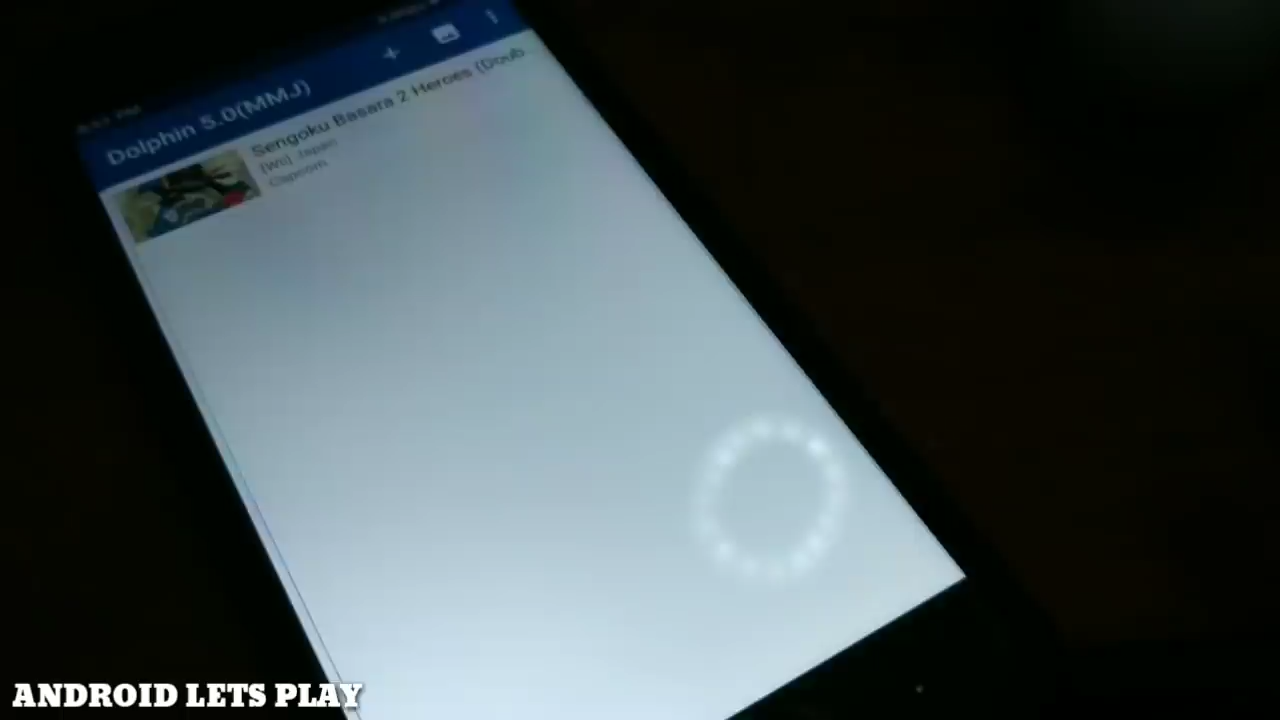 Dolphin 5.0(MMJ)
Sengoku Basara 2 Heroes (Doub
[Wii] Japan
Capcom
ANDROID LETS PLAY